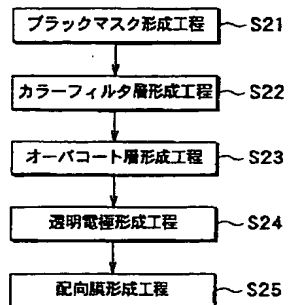 ブラックマスク形成工程 S21
カラーフィルタ層形成工程 S22
オーバコート層形成工程 S23
透明電極形成工程 S24
配向膜形成工程 S25